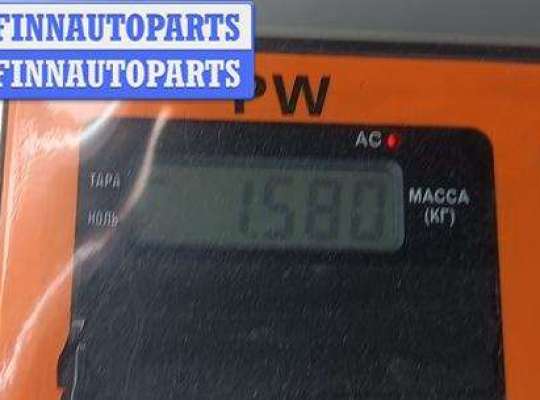 FINNAUTOPARTS
FINNAUTOPARTS
PW
AC
ТАРА
1.580
МАССА
(КГ)
НОЛЬ